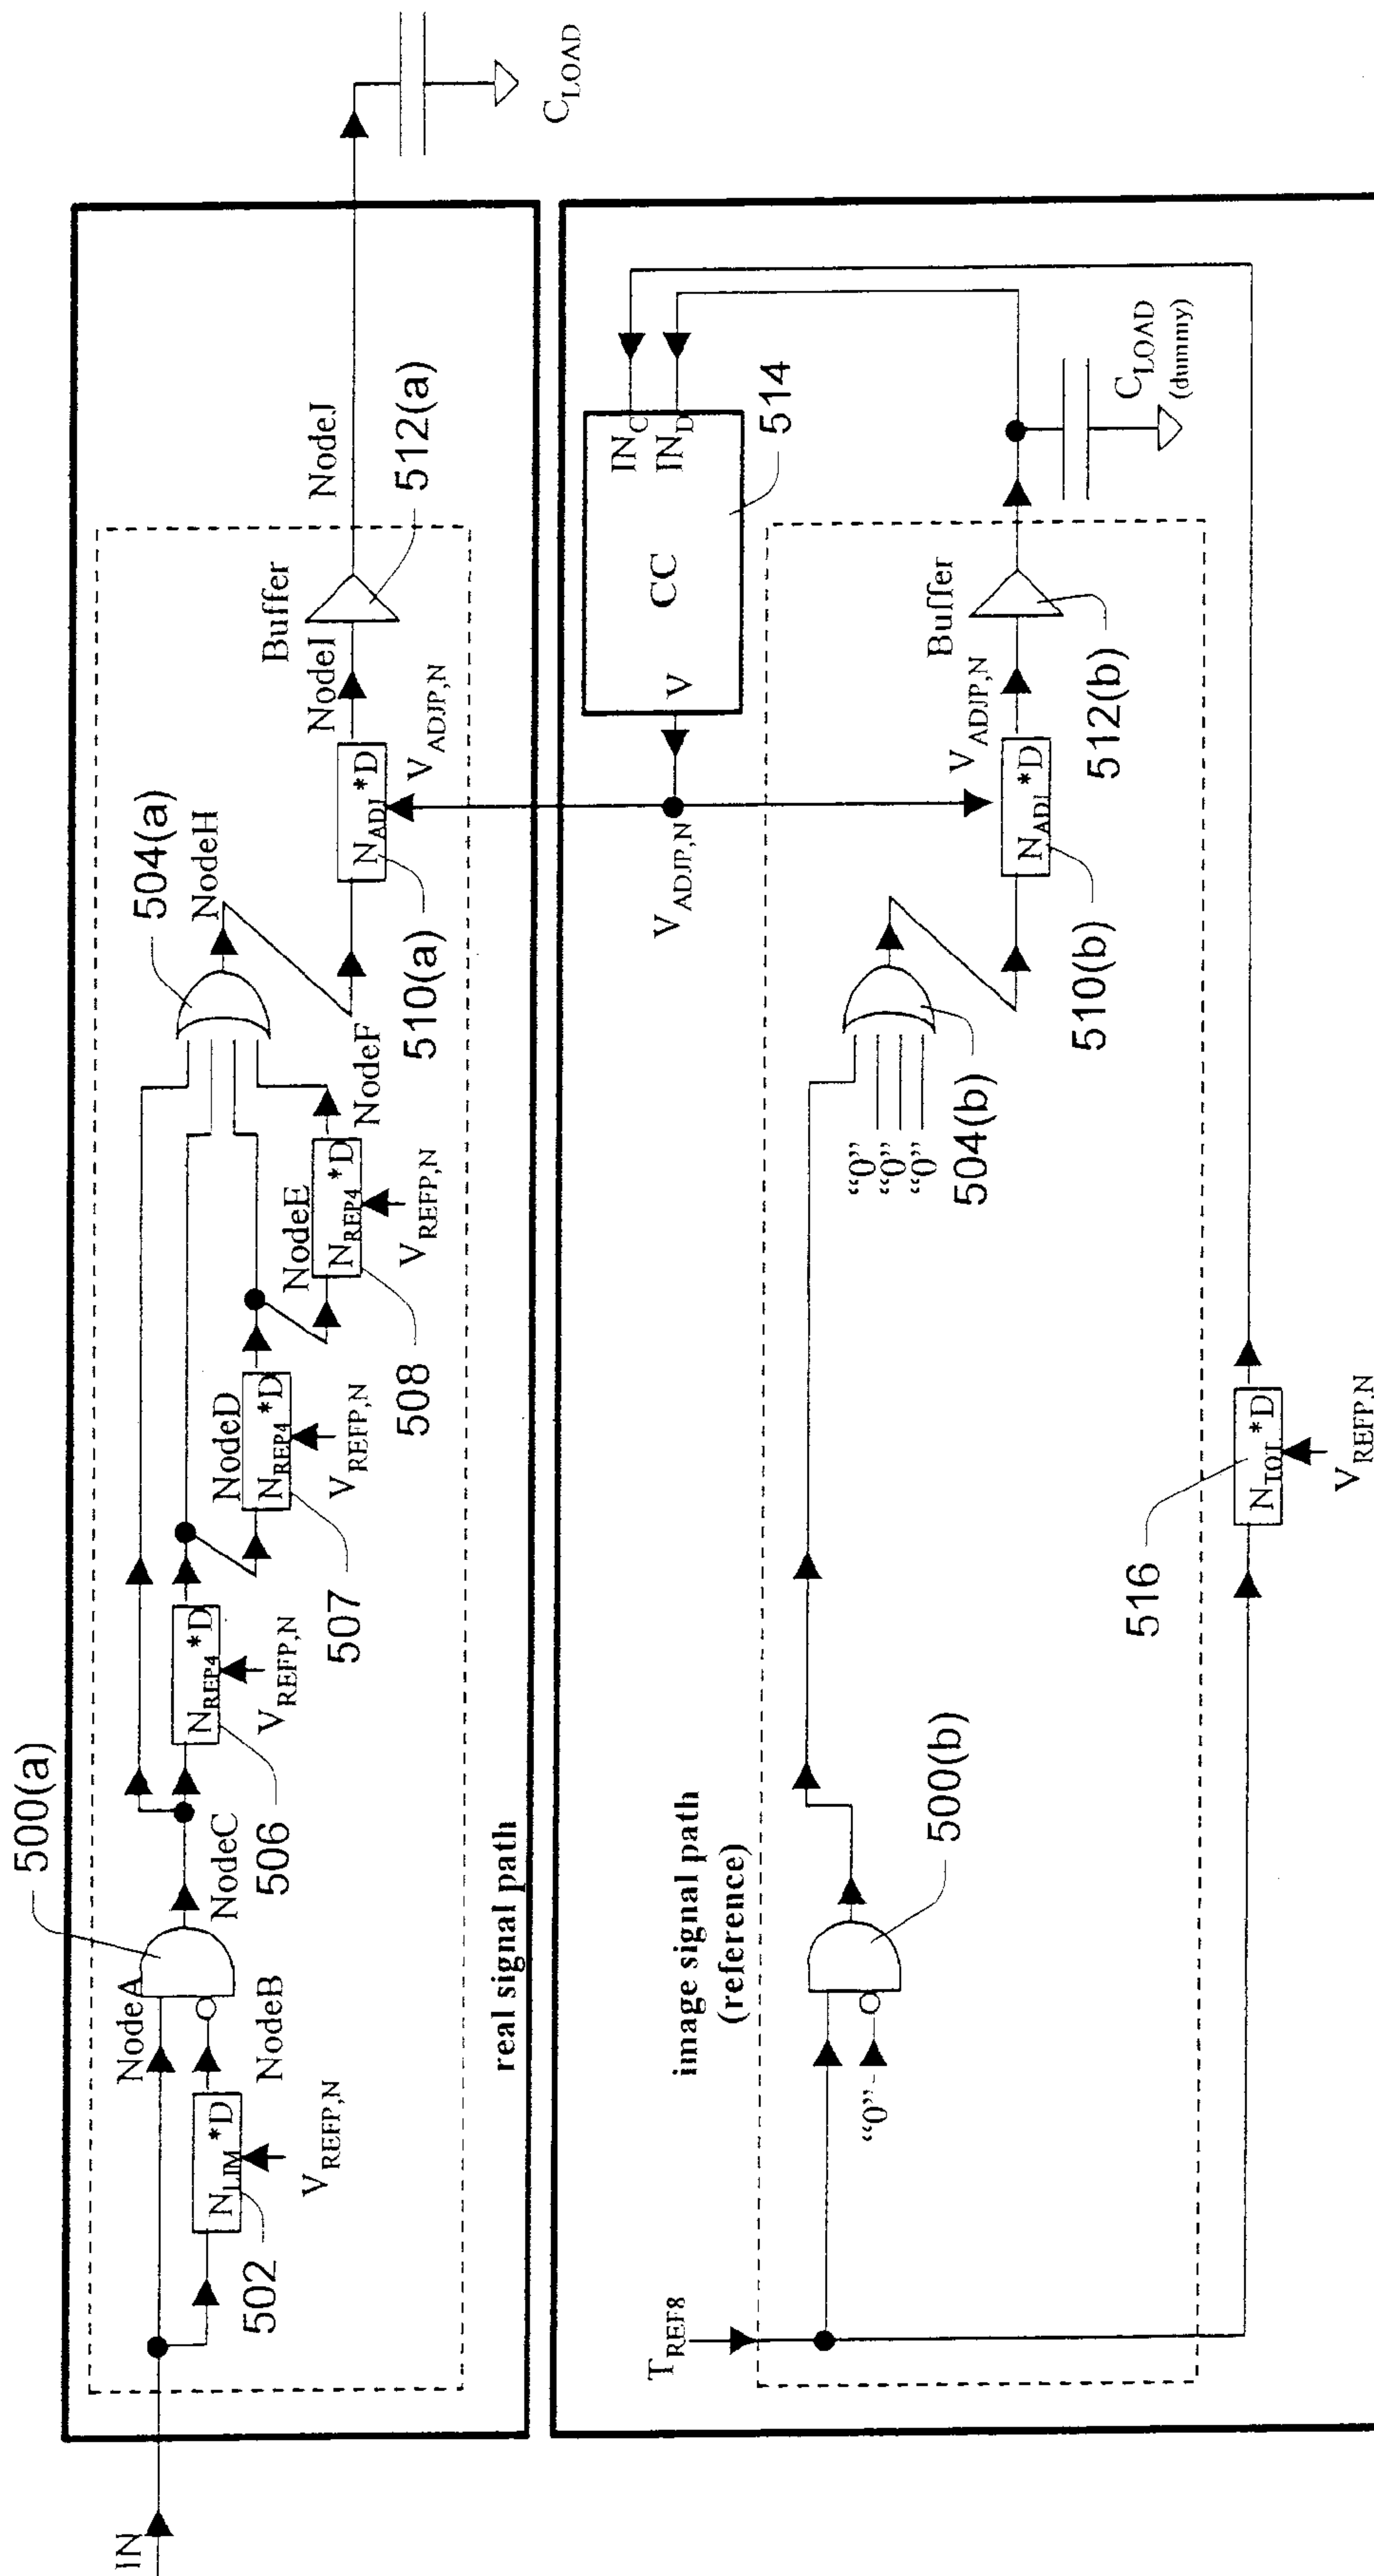 IN
502
N_LIM *D
V_REFP,N
NodeA
NodeB
500(a)
NodeC
506
N_REP4 *D
V_REFP,N
507
NodeD
N_REP4 *D
V_REFP,N
508
NodeE
N_REP4 *D
V_REFP,N
NodeF
504(a)
NodeH
510(a)
N_ADJ *D
V_ADJP,N
NodeI
Buffer
512(a)
NodeJ
C_LOAD
real signal path
image signal path
(reference)
T_REF8
"0"
500(b)
"0"
"0"
"0"
504(b)
510(b)
N_ADJ *D
V_ADJP,N
Buffer
512(b)
C_LOAD
(dummy)
V_ADJP,N
V
CC
IN_C
IN_D
514
516
N_TOT *D
V_REFP,N